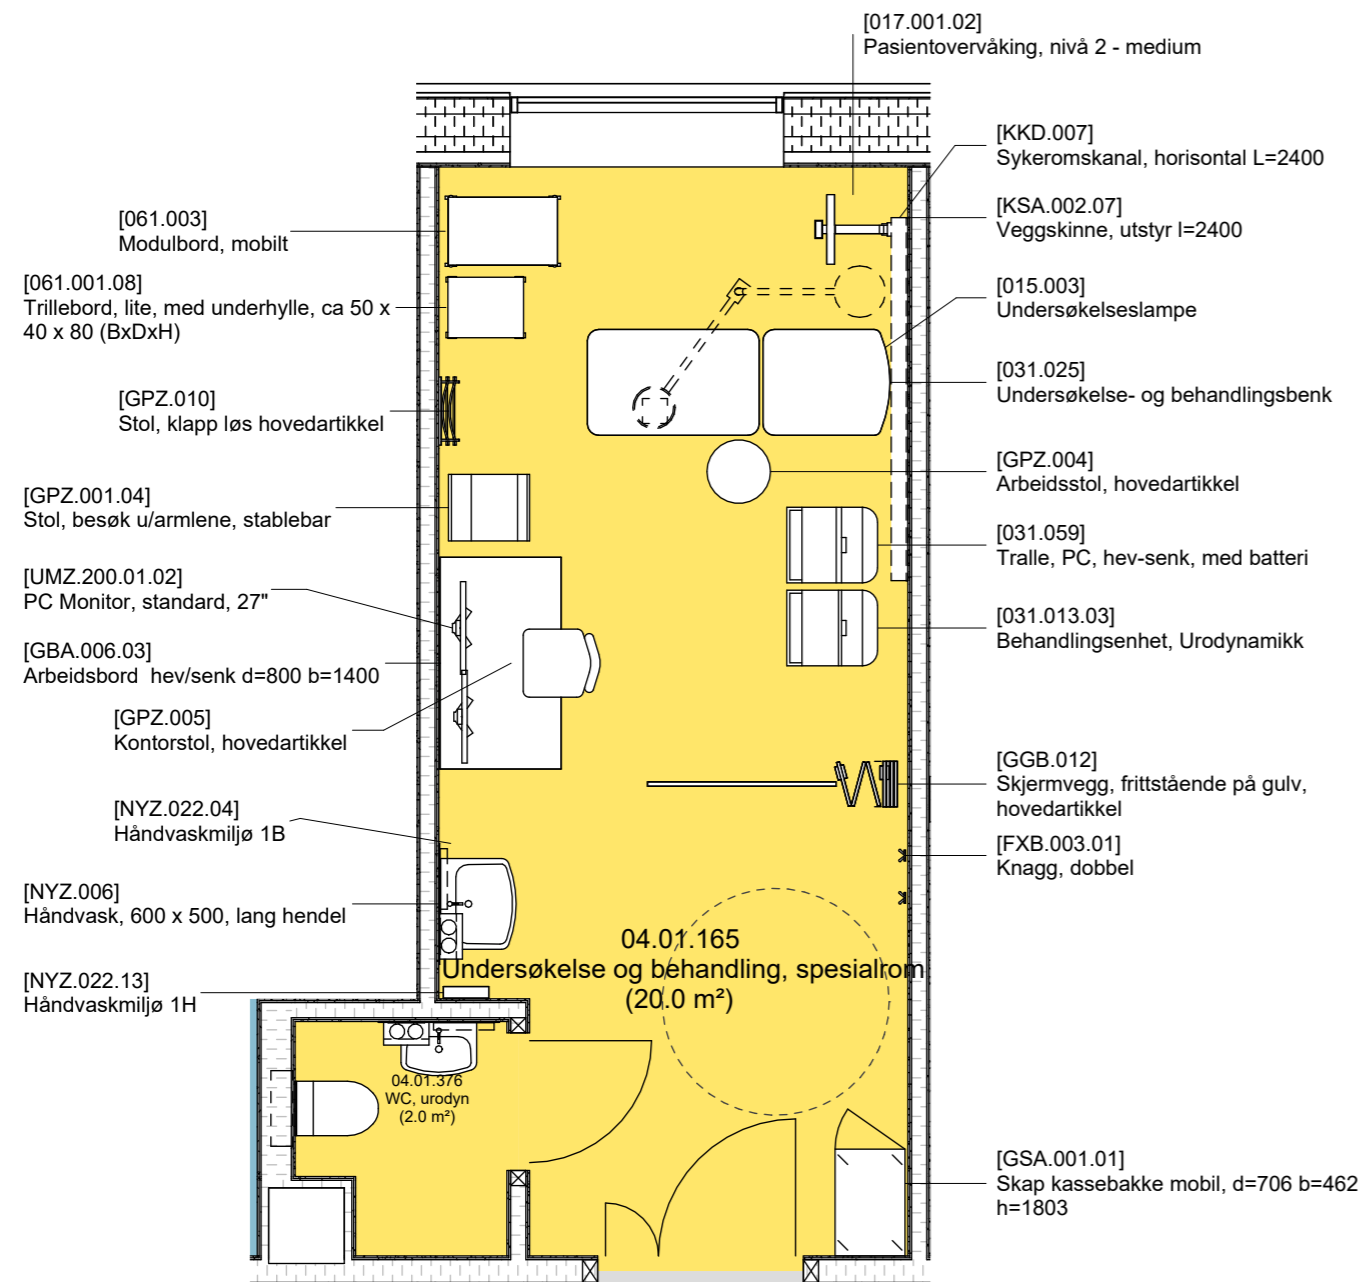 [017.001.02]
Pasientovervåking, nivå 2 - medium
[KKD.007]
Sykeromskanal, horisontal L=2400
[KSA.002.07]
Veggskinne, utstyr l=2400
[015.003]
Undersøkelseslampe
[031.025]
Undersøkelse- og behandlingsbenk
[GPZ.004]
Arbeidsstol, hovedartikkel
[031.059]
Tralle, PC, hev-senk, med batteri
[031.013.03]
Behandlingsenhet, Urodynamikk
[GGB.012]
Skjermvegg, frittstående på gulv,
hovedartikkel
[FXB.003.01]
Knagg, dobbel
[GSA.001.01]
Skap kassebakke mobil, d=706 b=462
h=1803
[061.003]
Modulbord, mobilt
[061.001.08]
Trillebord, lite, med underhylle, ca 50 x
40 x 80 (BxDxH)
[GPZ.010]
Stol, klapp løs hovedartikkel
[GPZ.001.04]
Stol, besøk u/armlene, stablebar
[UMZ.200.01.02]
PC Monitor, standard, 27"
[GBA.006.03]
Arbeidsbord  hev/senk d=800 b=1400
[GPZ.005]
Kontorstol, hovedartikkel
[NYZ.022.04]
Håndvaskmiljø 1B
[NYZ.006]
Håndvask, 600 x 500, lang hendel
[NYZ.022.13]
Håndvaskmiljø 1H
04.01.165
Undersøkelse og behandling, spesialrom
(20.0 m²)
04.01.376
WC, urodyn
(2.0 m²)